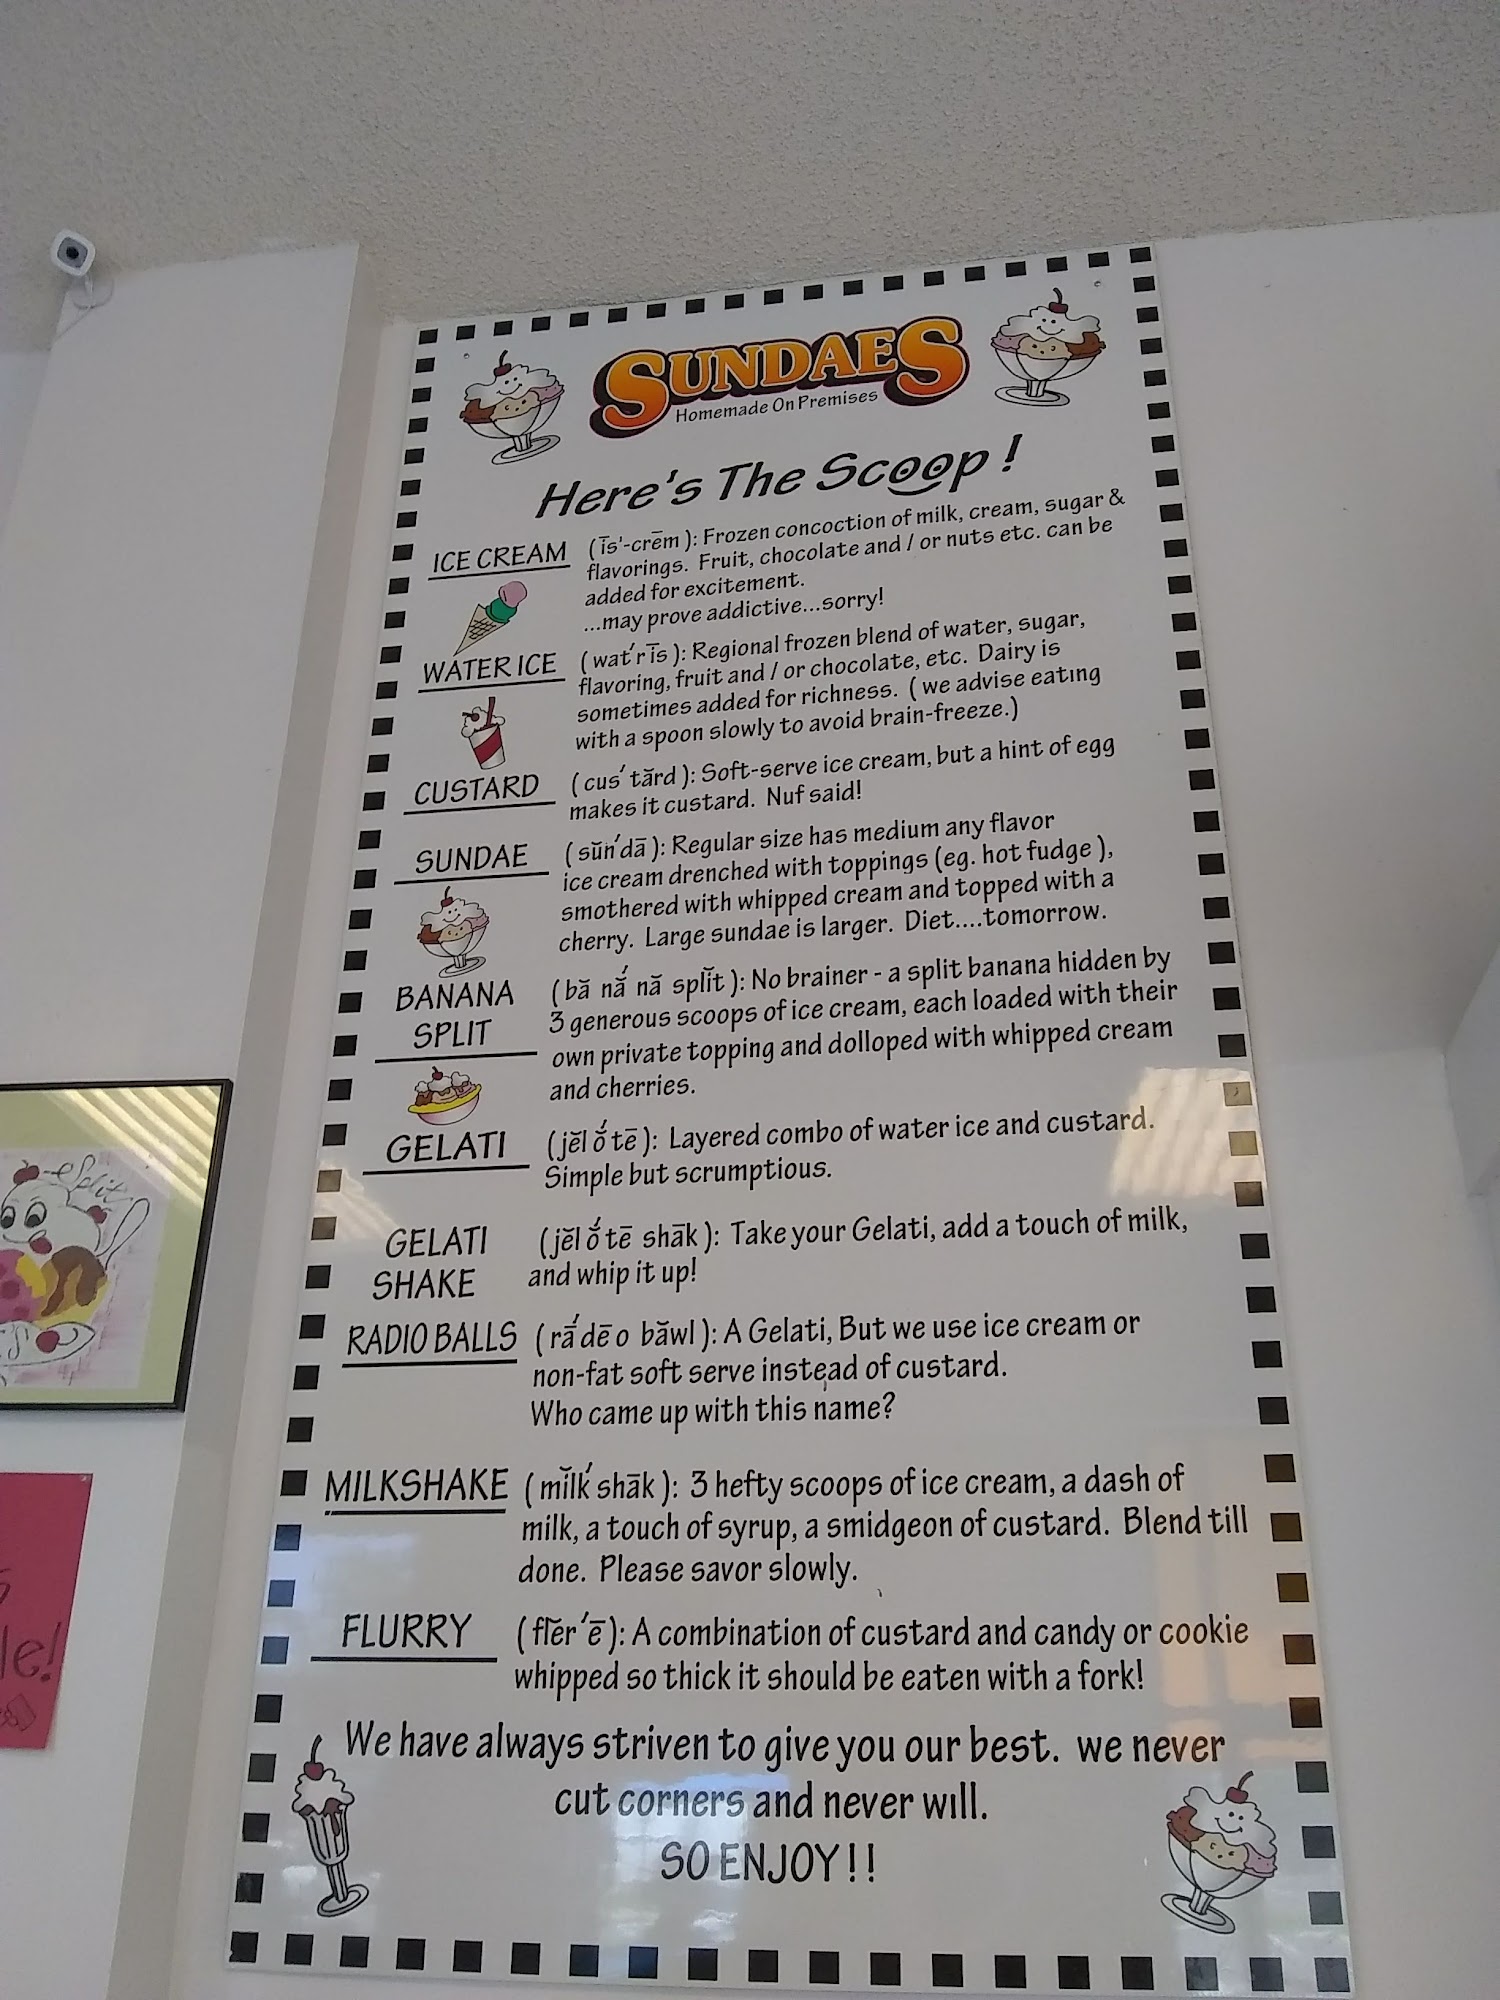 SUNDAES
Homemade On Premises
Here's The Scoop !
ICE CREAM
(īs'-crēm): Frozen concoction of milk, cream, sugar &
flavorings. Fruit, chocolate and / or nuts etc. can be
added for excitement.
...may prove addictive...sorry!
WATER ICE
(wat'r īs): Regional frozen blend of water, sugar,
flavoring, fruit and / or chocolate, etc. Dairy is
sometimes added for richness. ( we advise eating
with a spoon slowly to avoid brain-freeze.)
CUSTARD
(cus' tărd): Soft-serve ice cream, but a hint of egg
makes it custard. Nuf said!
SUNDAE
(sŭn'dā): Regular size has medium any flavor
ice cream drenched with toppings (eg. hot fudge ),
smothered with whipped cream and topped with a
cherry. Large sundae is larger. Diet....tomorrow.
BANANA
SPLIT
(bă nă' nă splĭt): No brainer - a split banana hidden by
3 generous scoops of ice cream, each loaded with their
own private topping and dolloped with whipped cream
and cherries.
GELATI
(jĕl ŏ' tē): Layered combo of water ice and custard.
Simple but scrumptious.
GELATI
SHAKE
(jĕl ŏ' tē shāk): Take your Gelati, add a touch of milk,
and whip it up!
RADIO BALLS
(rā' dē o băwl): A Gelati, But we use ice cream or
non-fat soft serve instead of custard.
Who came up with this name?
MILKSHAKE
(mĭlk' shāk): 3 hefty scoops of ice cream, a dash of
milk, a touch of syrup, a smidgeon of custard. Blend till
done. Please savor slowly.
FLURRY
(flĕr' ē): A combination of custard and candy or cookie
whipped so thick it should be eaten with a fork!
We have always striven to give you our best. we never
cut corners and never will.
SO ENJOY!!
Split
le!